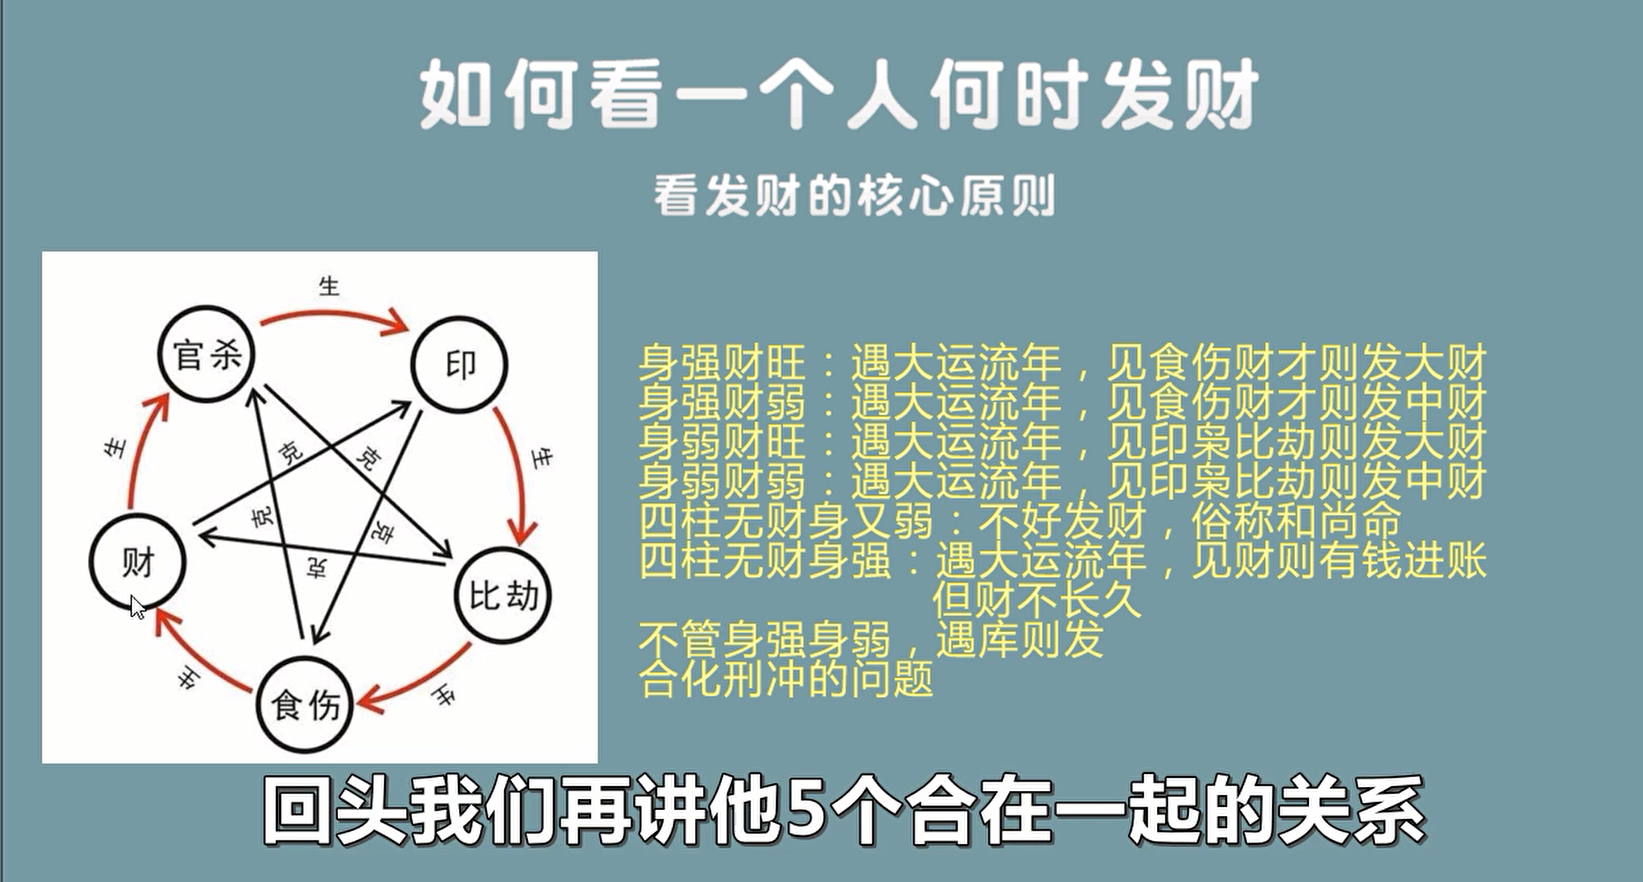 如何看一个人何时发财
看发财的核心原则
生
官杀
印
生
克
克
生
克
克
财
克
比劫
生
食伤
生
身强财旺：遇大运流年，见食伤财才则发大财
身强财弱：遇大运流年，见食伤财才则发中财
身弱财旺：遇大运流年，见印枭比劫则发大财
身弱财弱：遇大运流年，见印枭比劫则发中财
四柱无财身又弱：不好发财，俗称和尚命
四柱无财身强：遇大运流年，见财则有钱进账
但财不长久
不管身强身弱，遇库则发
合化刑冲的问题
回头我们再讲他5个合在一起的关系